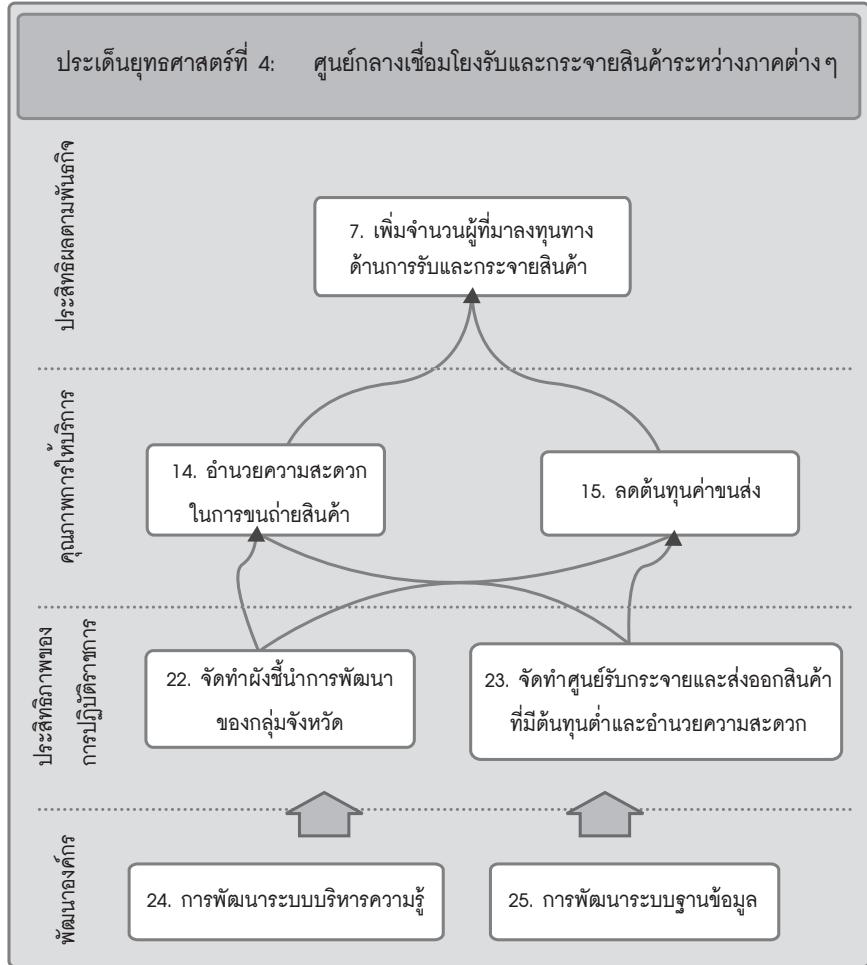 ประเด็นยุทธศาสตร์ที่ 4: ศูนย์กลางเชื่อมโยงรับและกระจายสินค้าระหว่างภาคต่าง ๆ
ประสิทธิผลตามพันธกิจ
7. เพิ่มจำนวนผู้ที่มาลงทุนทาง
ด้านการรับและกระจายสินค้า
คุณภาพการให้บริการ
14. อำนวยความสะดวก
ในการขนถ่ายสินค้า
15. ลดต้นทุนค่าขนส่ง
ประสิทธิภาพของ
การปฏิบัติราชการ
22. จัดทำผังชี้นำการพัฒนา
ของกลุ่มจังหวัด
23. จัดทำศูนย์รับกระจายและส่งออกสินค้า
ที่มีต้นทุนต่ำและอำนวยความสะดวก
พัฒนาองค์กร
24. การพัฒนาระบบบริหารความรู้
25. การพัฒนาระบบฐานข้อมูล